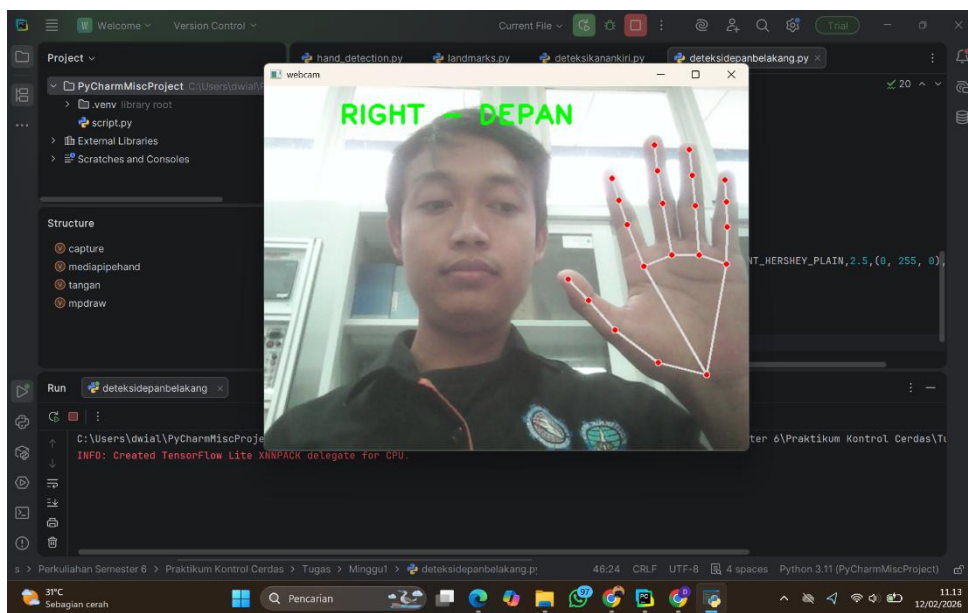 Welcome
Version Control
Current File
Trial
Project
hand_detection.py
landmarks.py
deteksikanankiri.py
deteksidepanbelakang.py
PyCharmMiscProject
.venv library root
script.py
External Libraries
Scratches and Consoles
20
webcam
RIGHT - DEPAN
Structure
capture
mediapipehand
tangan
mpdraw
NT_HERSHEY_PLAIN,2.5,(0, 255, 0),
Run
deteksidepanbelakang
C:\Users\dwial\PyCharmMiscProje
ter 6\Praktikum Kontrol Cerdas\Tu
INFO: Created TensorFlow Lite XNNPACK delegate for CPU.
s > Perkuliahan Semester 6 > Praktikum Kontrol Cerdas > Tugas > Minggu1 > deteksidepanbelakang.p
46:24 CRLF UTF-8 4 spaces Python 3.11 (PyCharmMiscProject)
31°C
Sebagian cerah
Pencarian
97
11.13
12/02/2026